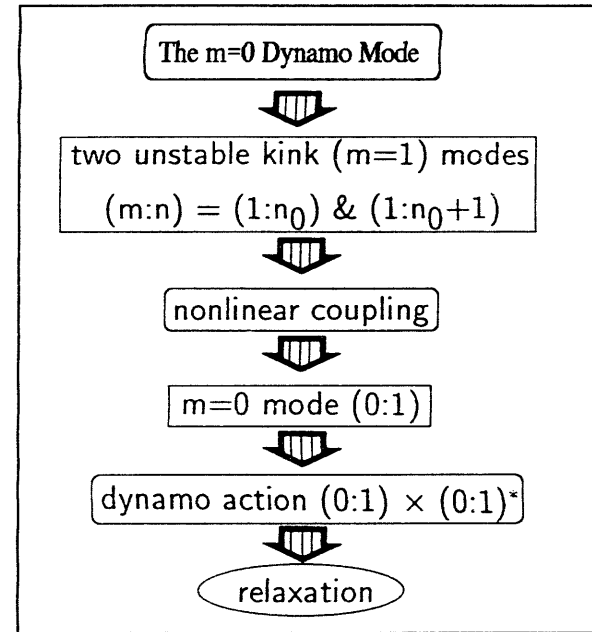 The m=0 Dynamo Mode
two unstable kink (m=1) modes
(m:n) = (1:n₀) & (1:n₀+1)
nonlinear coupling
m=0 mode (0:1)
dynamo action (0:1) × (0:1)*
relaxation